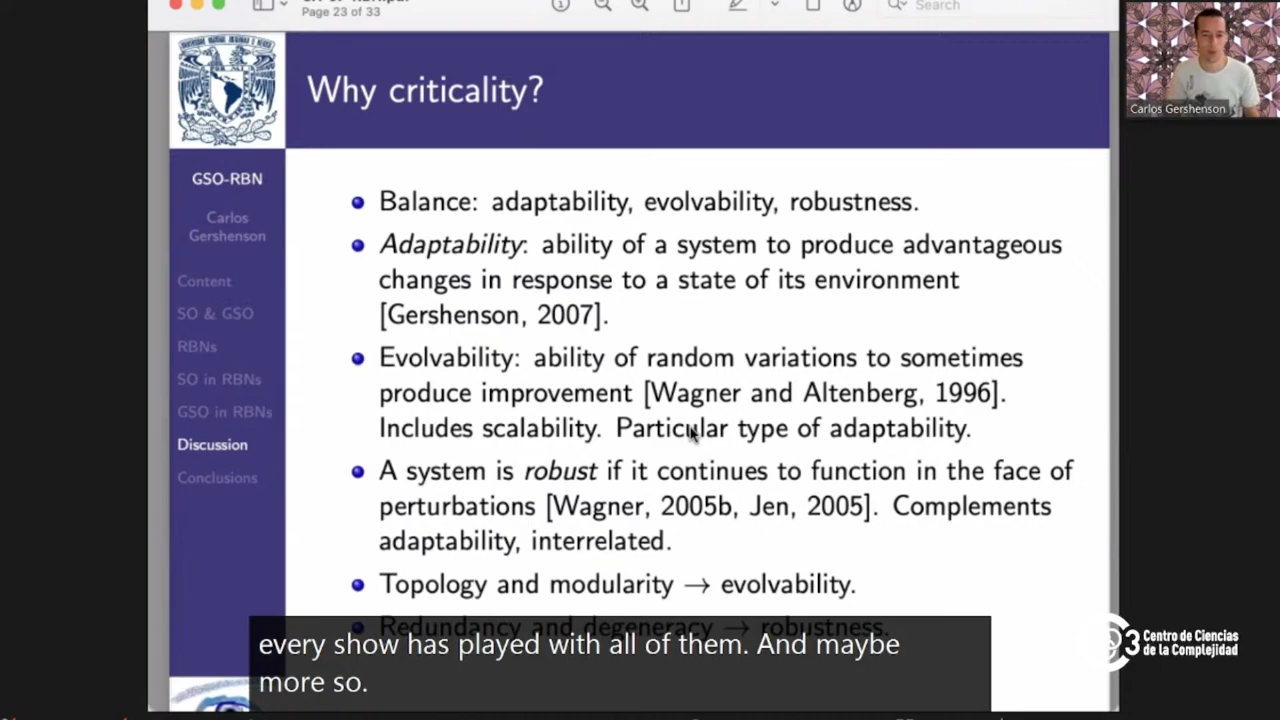 Page 23 of 33
Search
Why criticality?
Carlos Gershenson
GSO-RBN
Carlos
Gershenson
Content
SO & GSO
RBNs
SO in RBNs
GSO in RBNs
Discussion
Conclusions
Balance: adaptability, evolvability, robustness.
Adaptability: ability of a system to produce advantageous
changes in response to a state of its environment
[Gershenson, 2007].
Evolvability: ability of random variations to sometimes
produce improvement [Wagner and Altenberg, 1996].
Includes scalability. Particular type of adaptability.
A system is robust if it continues to function in the face of
perturbations [Wagner, 2005b, Jen, 2005]. Complements
adaptability, interrelated.
Topology and modularity → evolvability.
Redundancy and degeneracy → robustness.
every show has played with all of them. And maybe
more so.
C3 Centro de Ciencias
de la Complejidad